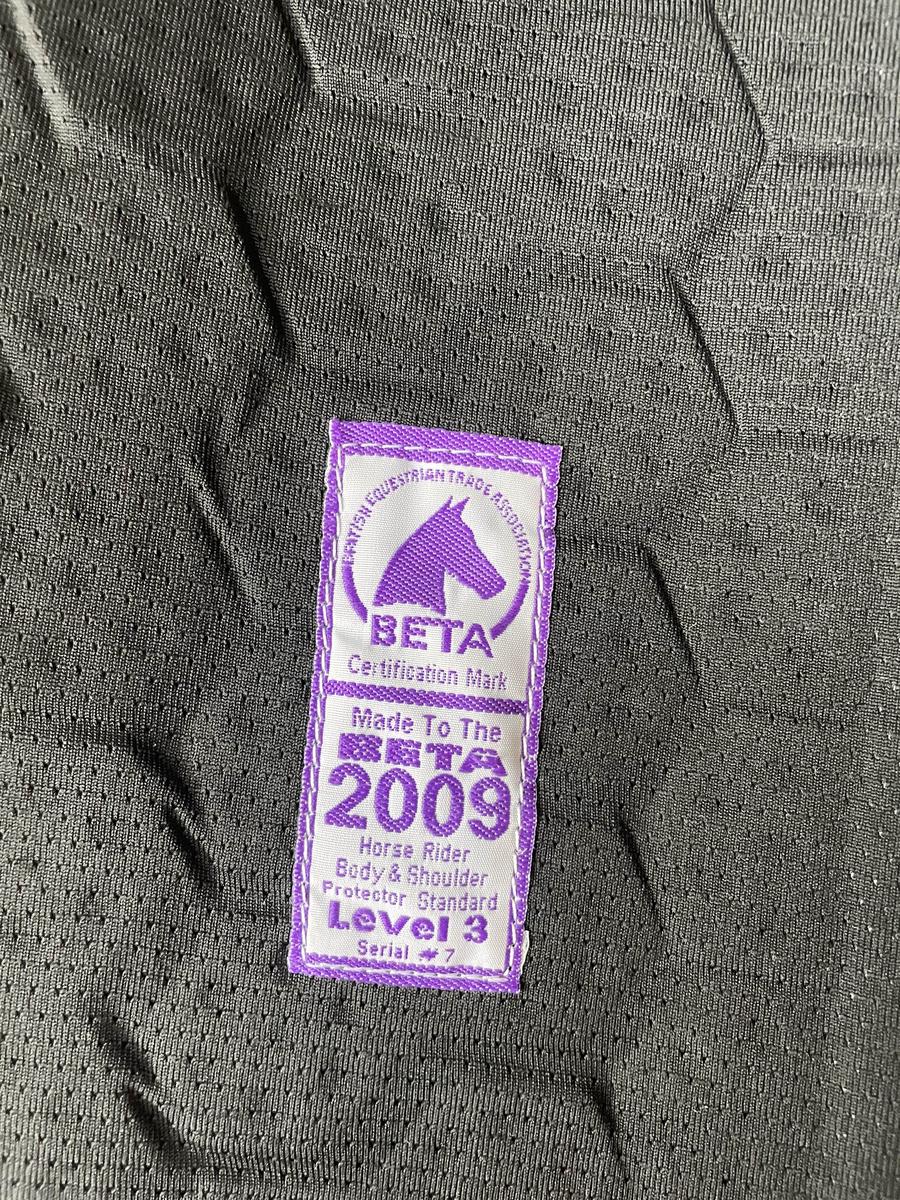 BRITISH EQUESTRIAN TRADE ASSOCIATION
BETA
Certification Mark
Made To The
BETA
2009
Horse Rider
Body & Shoulder
Protector Standard
Level 3
Serial # 7